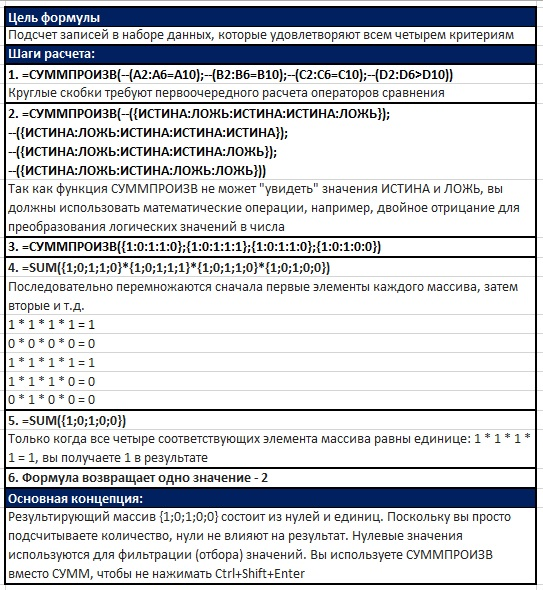 Цель формулы
Подсчет записей в наборе данных, которые удовлетворяют всем четырем критериям
Шаги расчета:
1. =СУММПРОИЗВ(--(A2:A6=A10);--(B2:B6=B10);--(C2:C6=C10);--(D2:D6>D10))
Круглые скобки требуют первоочередного расчета операторов сравнения
2. =СУММПРОИЗВ(--({ИСТИНА:ЛОЖЬ:ИСТИНА:ИСТИНА:ЛОЖЬ});
--({ИСТИНА:ЛОЖЬ:ИСТИНА:ИСТИНА:ИСТИНА});
--({ИСТИНА:ЛОЖЬ:ИСТИНА:ИСТИНА:ЛОЖЬ});
--({ИСТИНА:ЛОЖЬ:ИСТИНА:ЛОЖЬ:ЛОЖЬ}))
Так как функция СУММПРОИЗВ не может "увидеть" значения ИСТИНА и ЛОЖЬ, вы
должны использовать математические операции, например, двойное отрицание для
преобразования логических значений в числа
3. =СУММПРОИЗВ({1:0:1:1:0};{1:0:1:1:1};{1:0:1:1:0};{1:0:1:0:0})
4. =SUM({1;0;1;1;0}*{1;0;1;1;1}*{1;0;1;1;0}*{1;0;1;0;0})
Последовательно перемножаются сначала первые элементы каждого массива, затем
вторые и т.д.
1 * 1 * 1 * 1 = 1
0 * 0 * 0 * 0 = 0
1 * 1 * 1 * 1 = 1
1 * 1 * 1 * 0 = 0
0 * 1 * 0 * 0 = 0
5. =SUM({1;0;1;0;0})
Только когда все четыре соответствующих элемента массива равны единице: 1 * 1 * 1 *
1 = 1, вы получаете 1 в результате
6. Формула возвращает одно значение - 2
Основная концепция:
Результирующий массив {1;0;1;0;0} состоит из нулей и единиц. Поскольку вы просто
подсчитываете количество, нули не влияют на результат. Нулевые значения
используются для фильтрации (отбора) значений. Вы используете СУММПРОИЗВ
вместо СУММ, чтобы не нажимать Ctrl+Shift+Enter